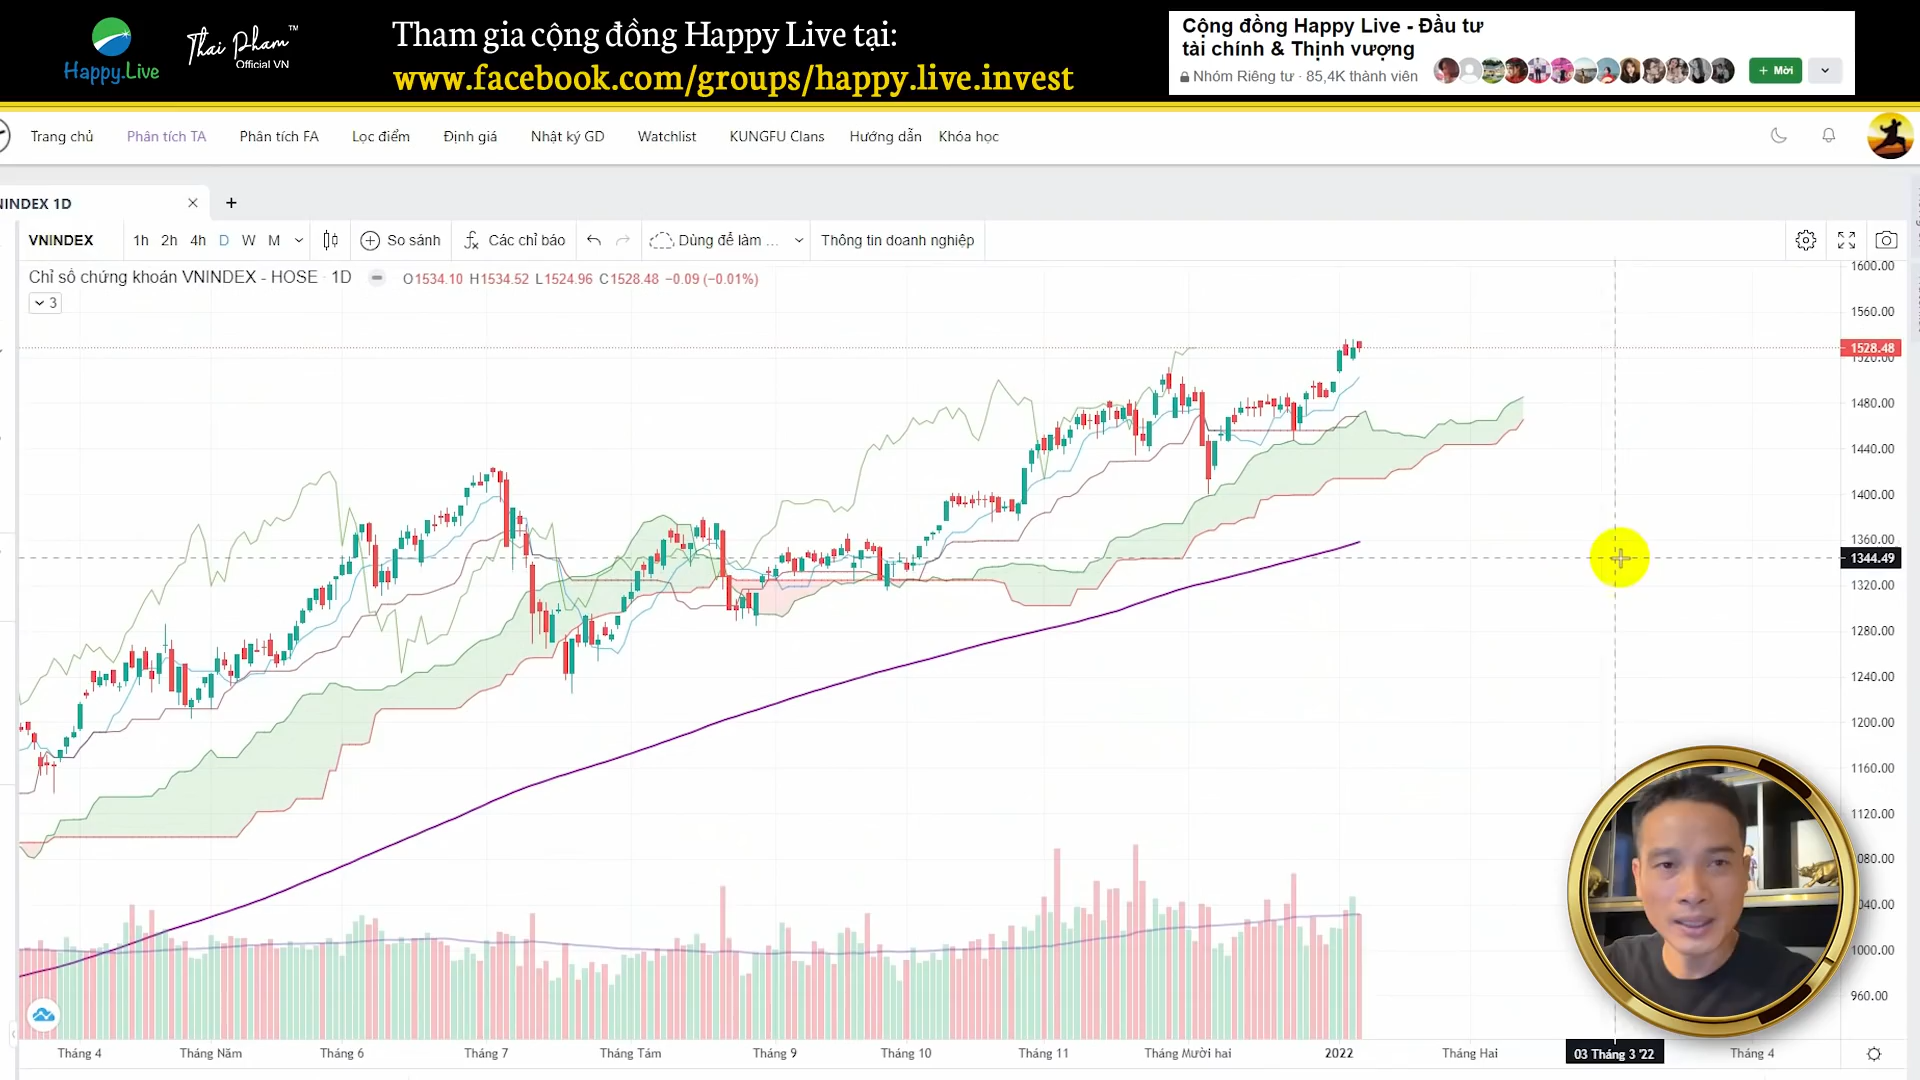 Happy.Live
Thai Pham™
Official VN
Tham gia cộng đồng Happy Live tại:
www.facebook.com/groups/happy.live.invest
Cộng đồng Happy Live - Đầu tư
tài chính & Thịnh vượng
Nhóm Riêng tư · 85,4K thành viên
+ Mời
Trang chủ
Phân tích TA
Phân tích FA
Lọc điểm
Định giá
Nhật ký GD
Watchlist
KUNGFU Clans
Hướng dẫn
Khóa học
NINDEX 1D
VNINDEX
1h 2h 4h D W M
So sánh
Các chỉ báo
Dùng để làm ...
Thông tin doanh nghiệp
Chỉ số chứng khoán VNINDEX - HOSE · 1D
O1534.10 H1534.52 L1524.96 C1528.48 −0.09 (−0.01%)
3
1600.00
1560.00
1528.48
1520.00
1480.00
1440.00
1400.00
1360.00
1344.49
1320.00
1280.00
1240.00
1200.00
1160.00
1120.00
080.00
040.00
1000.00
960.00
Tháng 4
Tháng Năm
Tháng 6
Tháng 7
Tháng Tám
Tháng 9
Tháng 10
Tháng 11
Tháng Mười hai
2022
Tháng Hai
03 Tháng 3 '22
Tháng 4